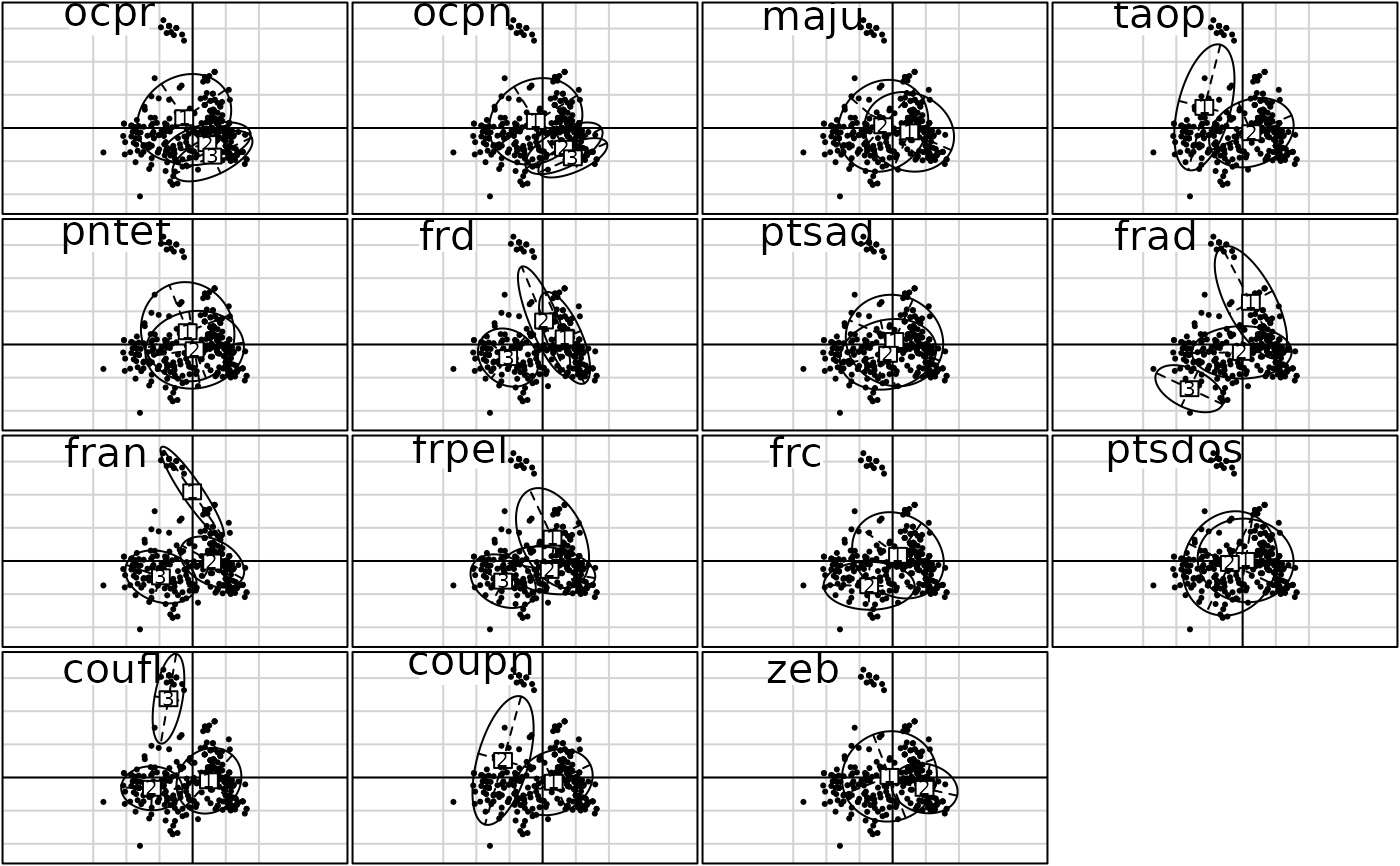 ocpr ocpn maju taop
1 1 2 1 1
2 2 2
3 3
pntet frd ptsad frad
1 2 1 1 1
2 3 2 2
3
fran frpel frc ptsdos
1 1 1 2 1
2 2 2
3 3
coufl coupn zeb
3 2 1
2 1 1 2